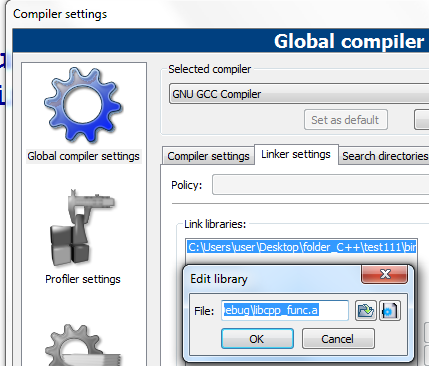 Compiler settings
Global compiler
Selected compiler
GNU GCC Compiler
Set as default
Global compiler settings
Compiler settings
Linker settings
Search directories
Policy:
Profiler settings
Link libraries:
C:\Users\user\Desktop\folder_C++\test111\bin
Edit library
File:
ebug\libcpp_func.a
OK
Cancel